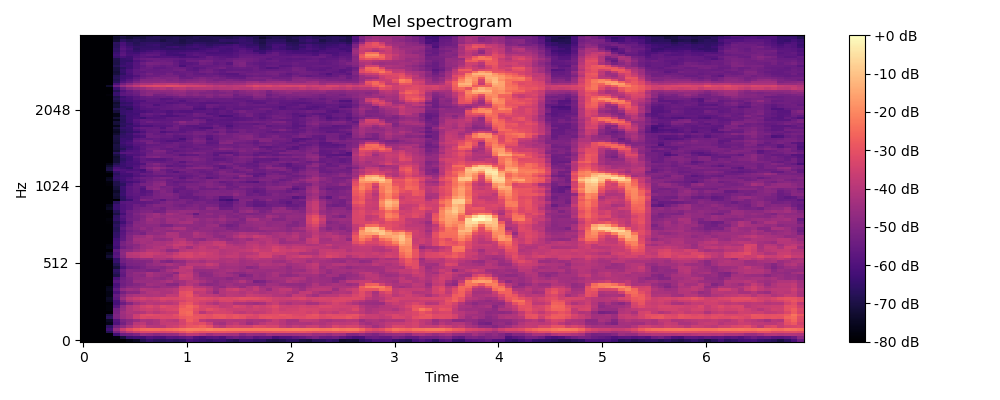 Mel spectrogram
Hz
2048
1024
512
0
0 1 2 3 4 5 6
Time
+0 dB
-10 dB
-20 dB
-30 dB
-40 dB
-50 dB
-60 dB
-70 dB
-80 dB